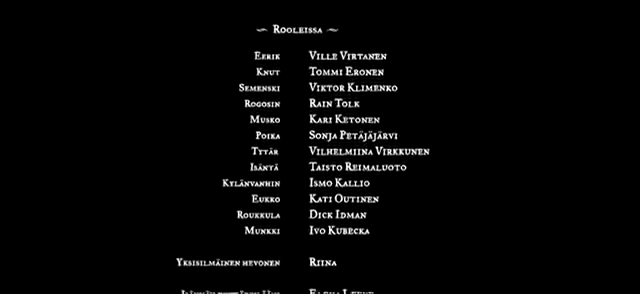 Rooleissa
Eerik Ville Virtanen
Knut Tommi Eronen
Semenski Viktor Klimenko
Rogosin Rain Tolk
Musko Kari Ketonen
Poika Sonja Petäjäjärvi
Tytär Vilhelmiina Virkkunen
Isäntä Taisto Reimaluoto
Kylänvanhin Ismo Kallio
Eukko Kati Outinen
Roukkula Dick Idman
Munkki Ivo Kubecka
Yksisilmäinen hevonen Riina